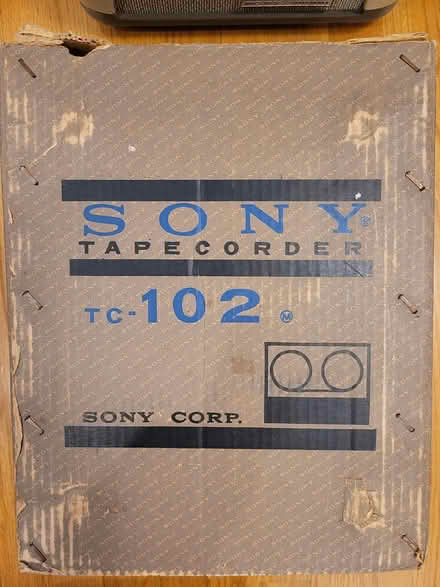 SONY®
TAPECORDER
TC-102 Ⓜ
SONY CORP.